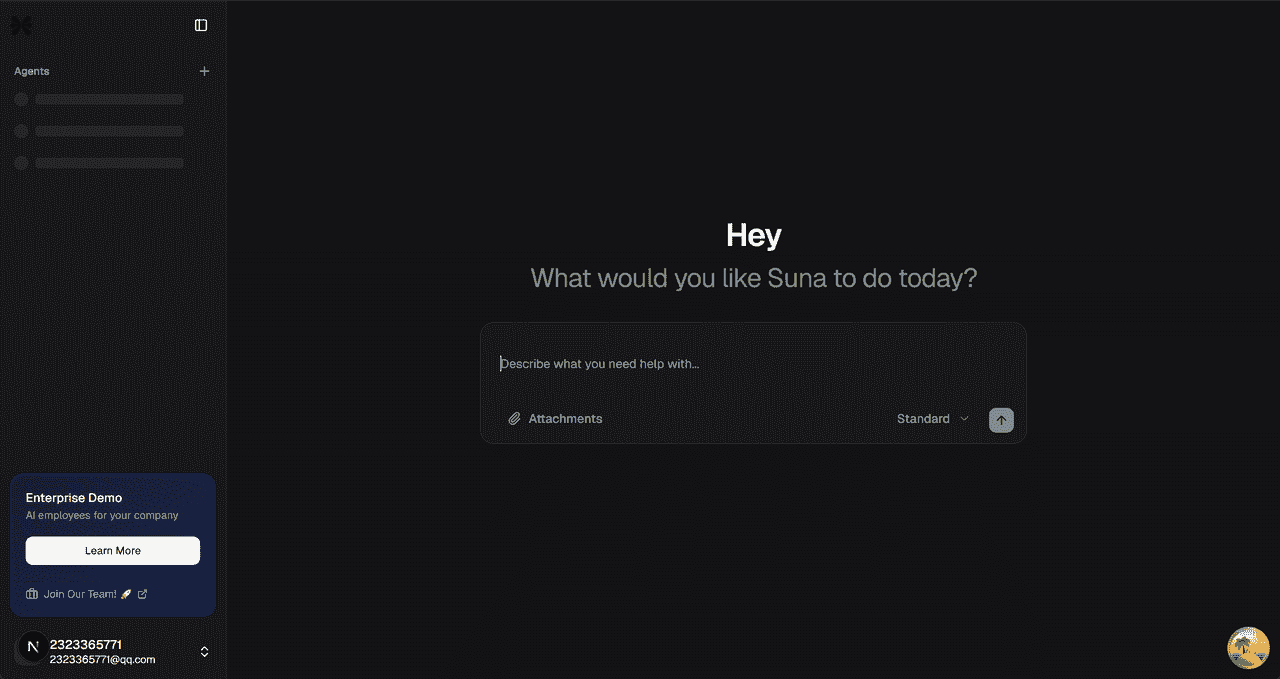 Agents
Hey
What would you like Suna to do today?
Describe what you need help with...
Attachments
Standard
Enterprise Demo
AI employees for your company
Learn More
Join Our Team! 🚀
N
2323365771
2323365771@qq.com